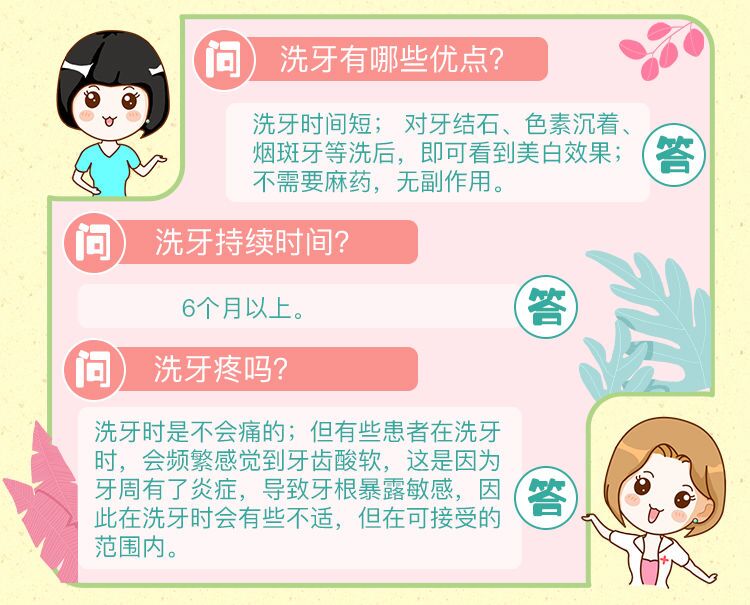 问 洗牙有哪些优点?
洗牙时间短； 对牙结石、色素沉着、
烟斑牙等洗后，即可看到美白效果；
不需要麻药，无副作用。
答
问 洗牙持续时间?
6个月以上。 答
问 洗牙疼吗?
洗牙时是不会痛的；但有些患者在洗牙
时，会频繁感觉到牙齿酸软，这是因为
牙周有了炎症，导致牙根暴露敏感，因
此在洗牙时会有些不适，但在可接受的
范围内。
答